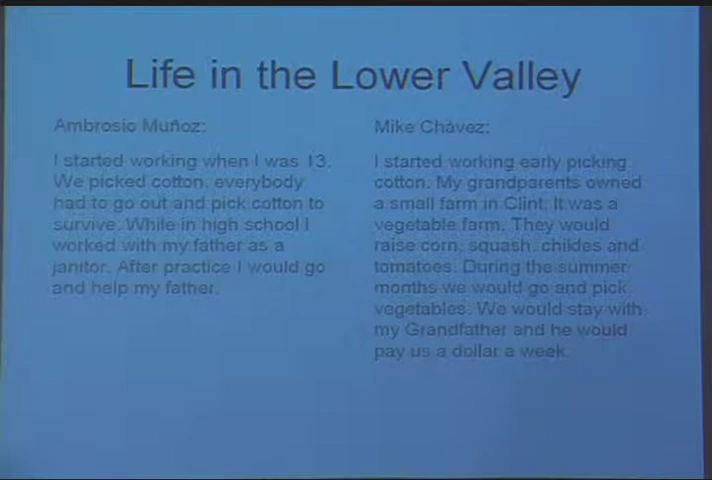 Life in the Lower Valley
Ambrosio Muñoz:
I started working when I was 13.
We picked cotton, everybody
had to go out and pick cotton to
survive. While in high school I
worked with my father as a
janitor. After practice I would go
and help my father.
Mike Chávez:
I started working early picking
cotton. My grandparents owned
a small farm in Clint. It was a
vegetable farm. They would
raise corn, squash, childes and
tomatoes. During the summer
months we would go and pick
vegetables. We would stay with
my Grandfather and he would
pay us a dollar a week.